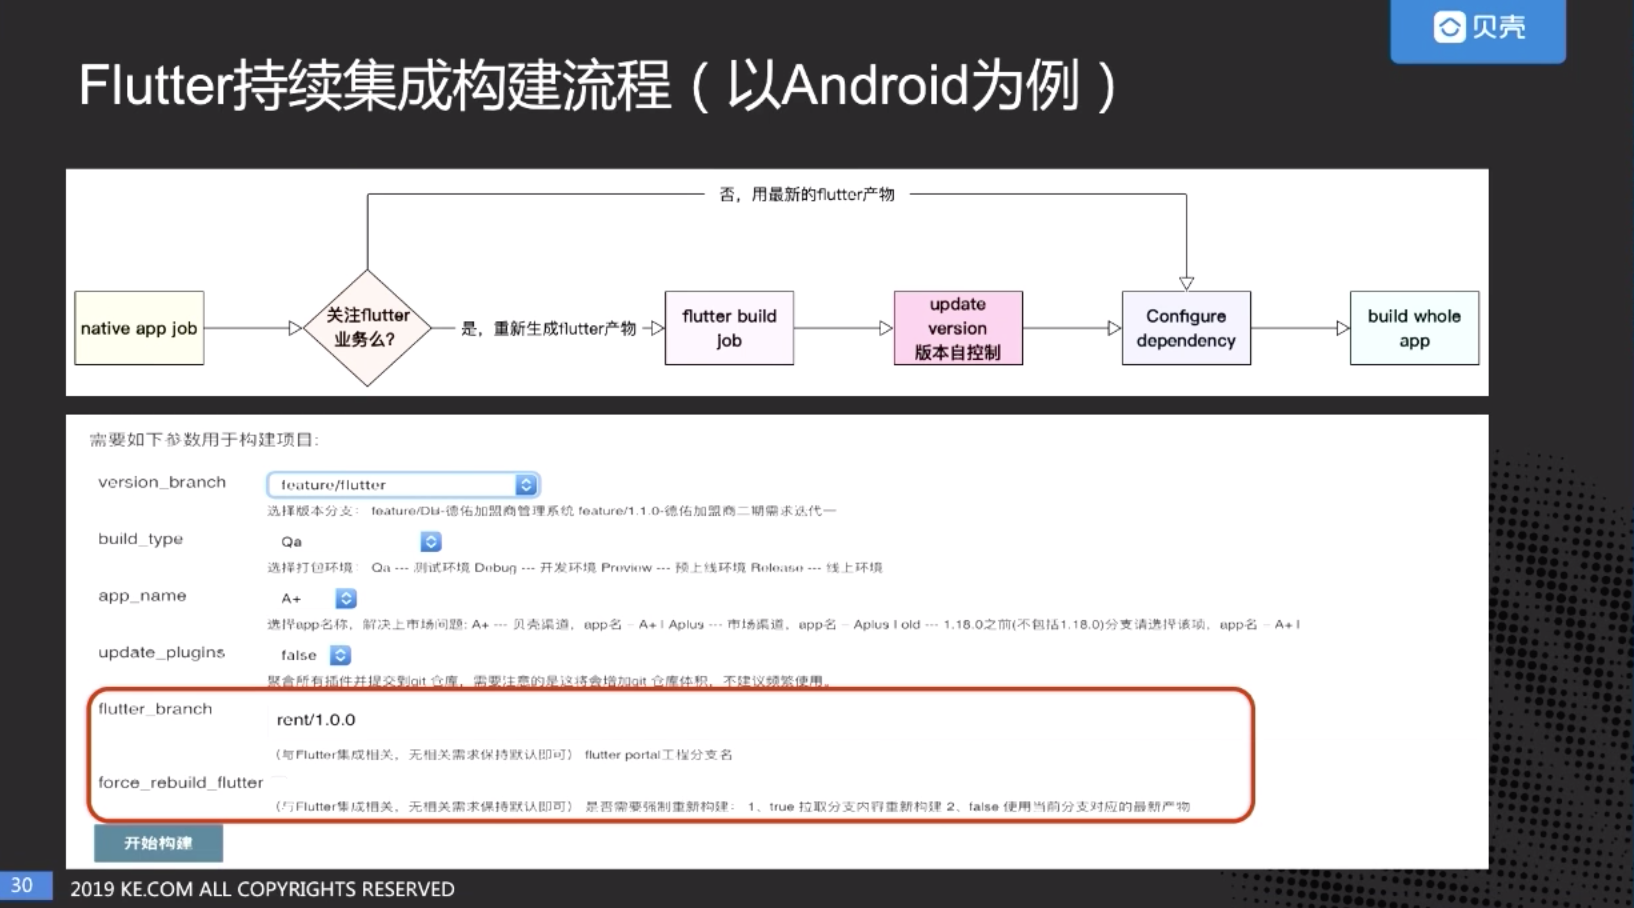 贝壳
Flutter持续集成构建流程（以Android为例）
否，用最新的flutter产物
native app job
关注flutter
业务么?
是，重新生成flutter产物
flutter build
job
update
version
版本自控制
Configure
dependency
build whole
app
需要如下参数用于构建项目:
version_branch
feature/flutter
选择版本分支: feature/DU-德佑加盟商管理系统 feature/1.1.0-德佑加盟商二期需求迭代一
build_type
Qa
选择打包环境: Qa --- 测试环境 Debug --- 开发环境 Preview --- 预上线环境 Release --- 线上环境
app_name
A+
选择app名称，解决上市场问题: A+ --- 贝壳渠道，app名 – A+ | Aplus --- 市场渠道，app名 – Aplus | old --- 1.18.0之前(不包括1.18.0)分支请选择该项，app名 – A+ |
update_plugins
false
聚合所有插件并提交到git 仓库，需要注意的是这将会增加git 仓库体积，不建议频繁使用。
flutter_branch
rent/1.0.0
（与Flutter集成相关，无相关需求保持默认即可） flutter portal工程分支名
force_rebuild_flutter
（与Flutter集成相关，无相关需求保持默认即可） 是否需要强制重新构建: 1、true 拉取分支内容重新构建 2、false 使用当前分支对应的最新产物
开始构建
30
2019 KE.COM ALL COPYRIGHTS RESERVED